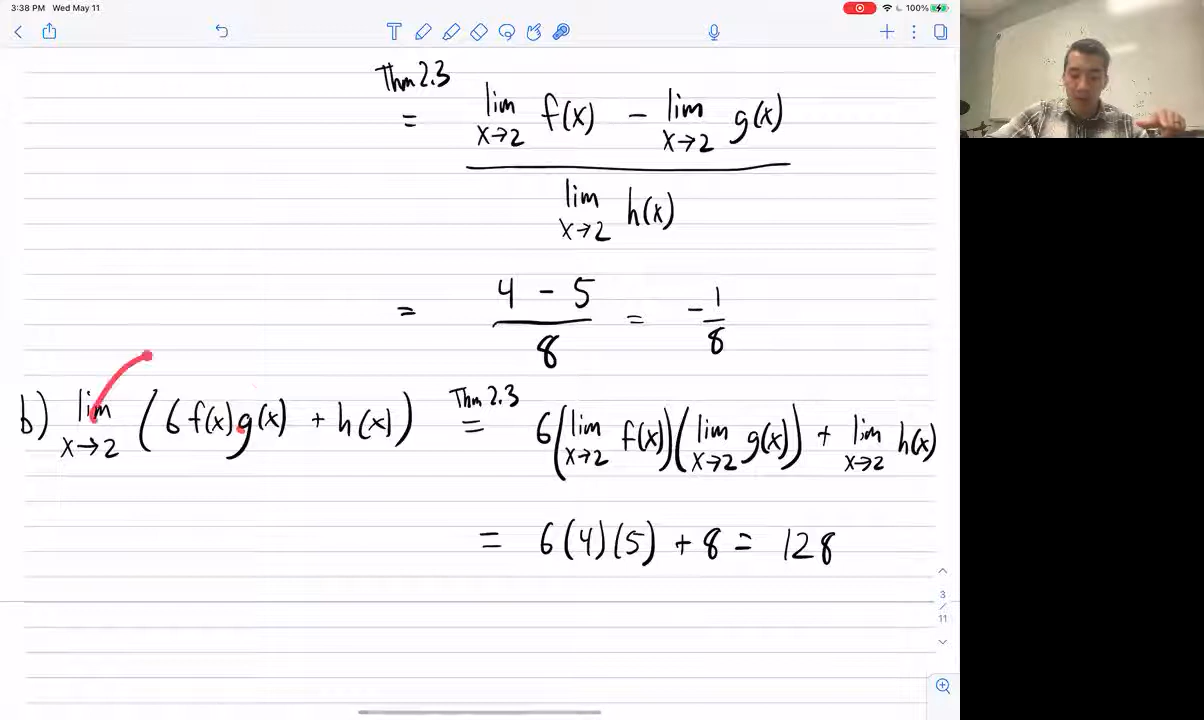 3:38 PM Wed May 11
100%
Thm 2.3
= lim x→2 f(x) - lim x→2 g(x)
lim x→2 h(x)
= 4 - 5 / 8 = - 1 / 8
b) lim x→2 (6 f(x) g(x) + h(x)) Thm 2.3 = 6(lim x→2 f(x))(lim x→2 g(x)) + lim x→2 h(x)
= 6(4)(5) + 8 = 128
3
/
11